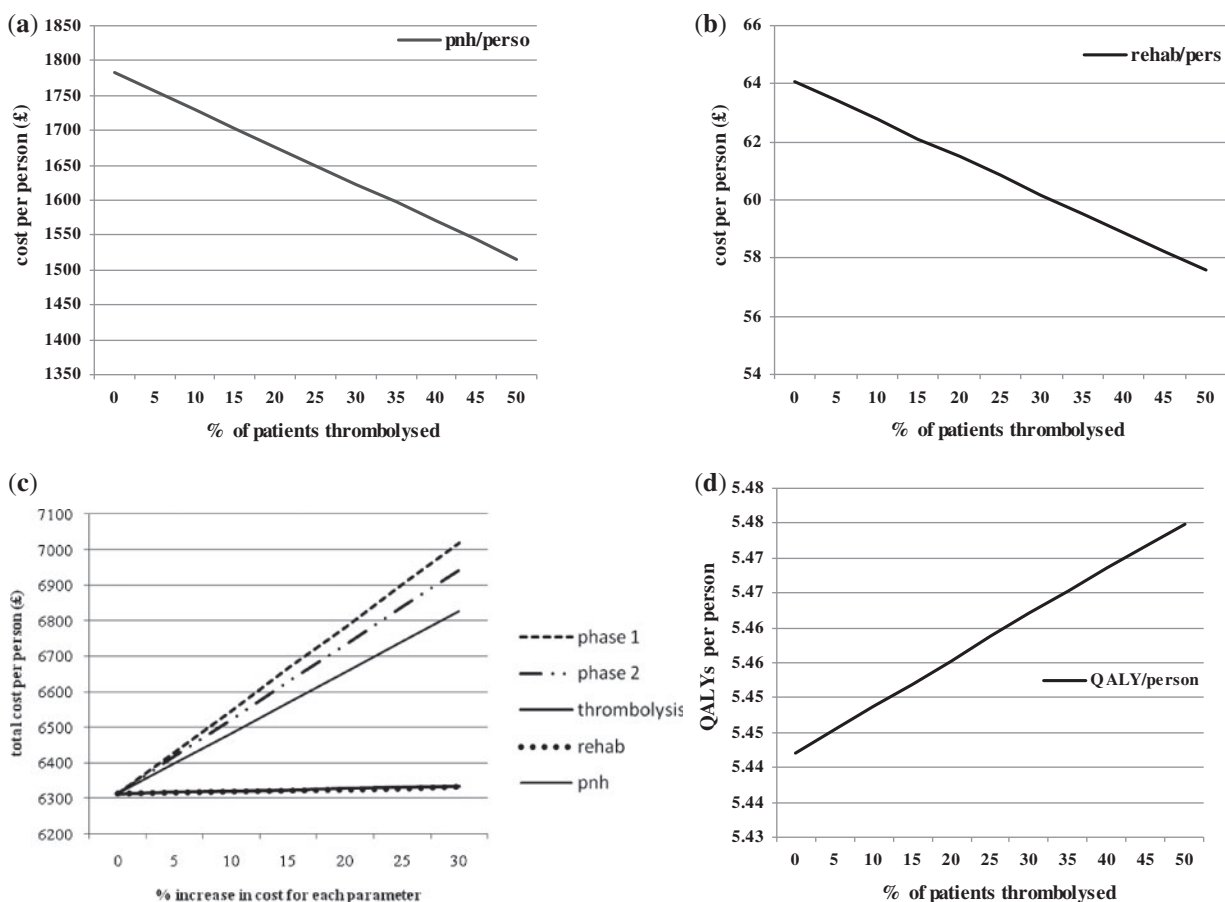 (a)
1850
1800
1750
1700
1650
1600
1550
1500
1450
1400
1350
cost per person (£)
pnh/perso
0 5 10 15 20 25 30 35 40 45 50
% of patients thrombolysed
(b)
66
64
62
60
58
56
54
cost per person (£)
rehab/pers
0 5 10 15 20 25 30 35 40 45 50
% of patients thrombolysed
(c)
7100
7000
6900
6800
6700
6600
6500
6400
6300
6200
total cost per person (£)
0 5 10 15 20 25 30
% increase in cost for each parameter
phase 1
phase 2
thrombolysis
rehab
pnh
(d)
5.48
5.48
5.47
5.47
5.46
5.46
5.45
5.45
5.44
5.44
5.43
QALYs per person
QALY/person
0 5 10 15 20 25 30 35 40 45 50
% of patients thrombolysed